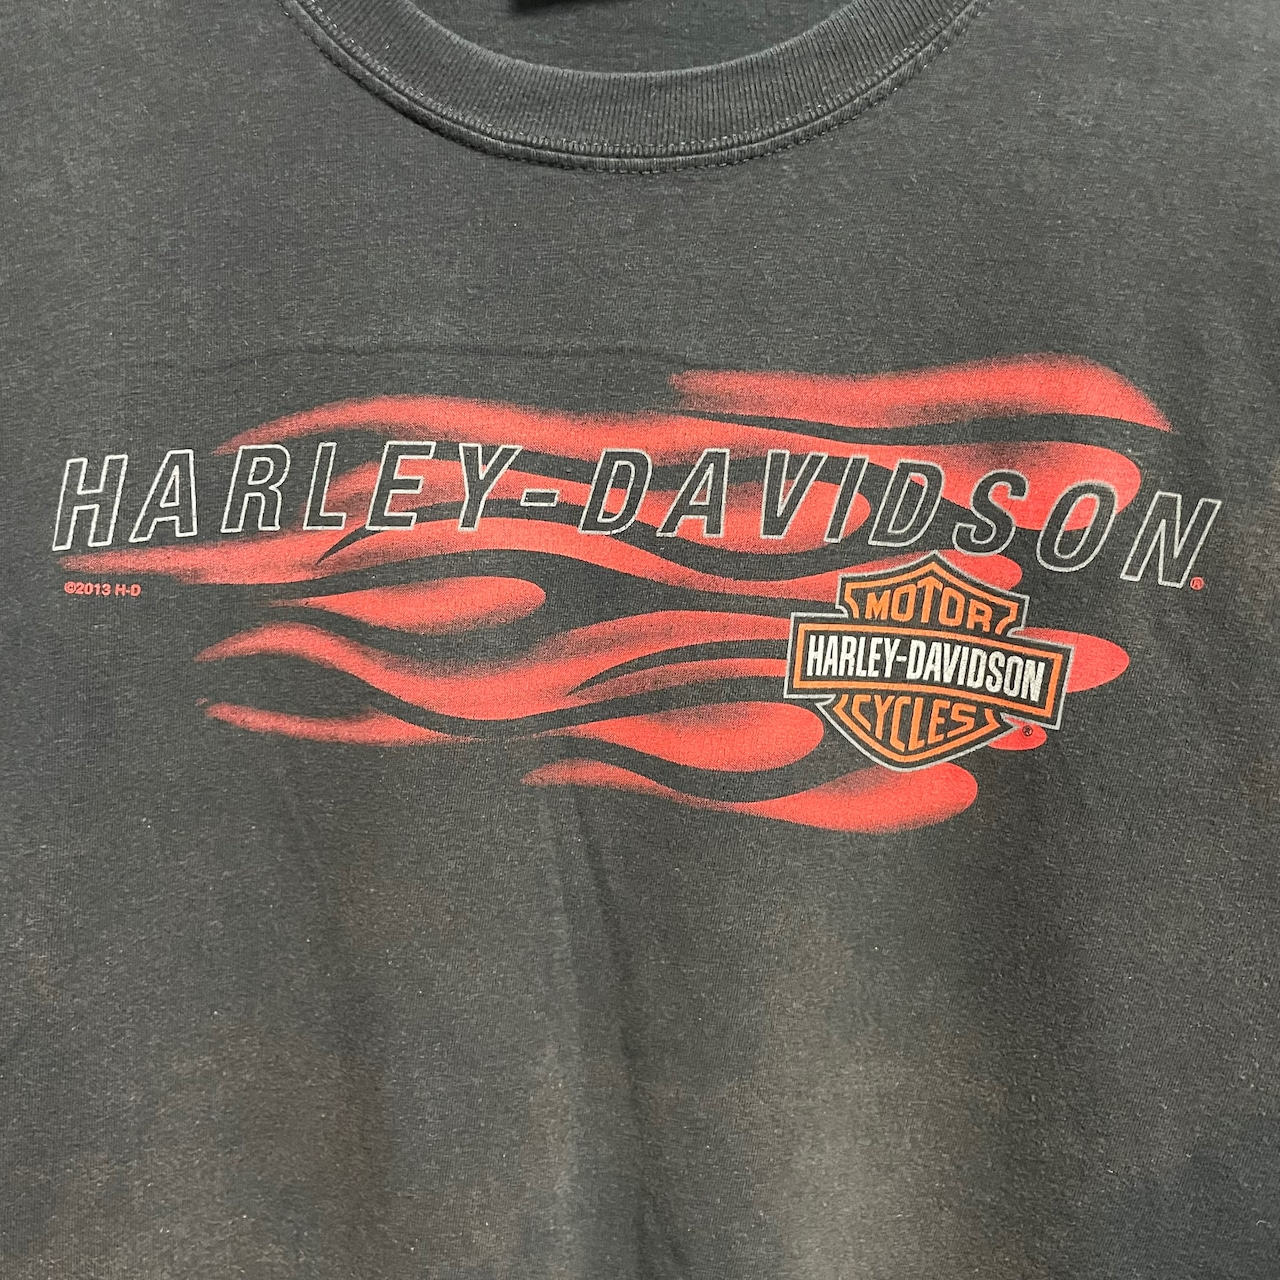 HARLEY-DAVIDSON®
©2013 H-D
MOTOR
HARLEY-DAVIDSON
CYCLES®